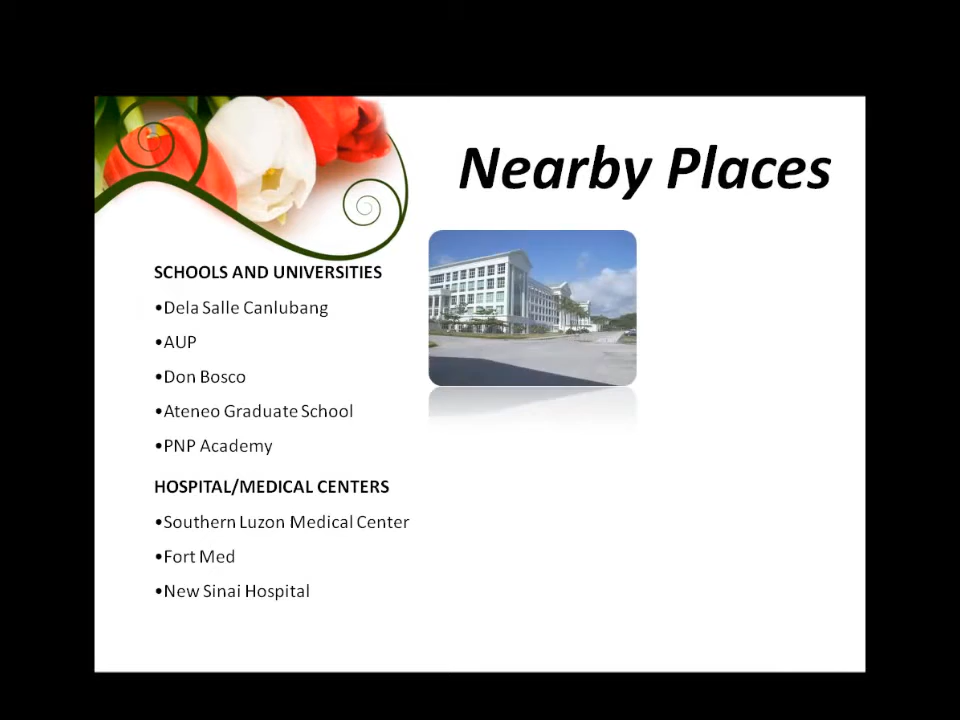 Nearby Places
SCHOOLS AND UNIVERSITIES
•Dela Salle Canlubang
•AUP
•Don Bosco
•Ateneo Graduate School
•PNP Academy
HOSPITAL/MEDICAL CENTERS
•Southern Luzon Medical Center
•Fort Med
•New Sinai Hospital